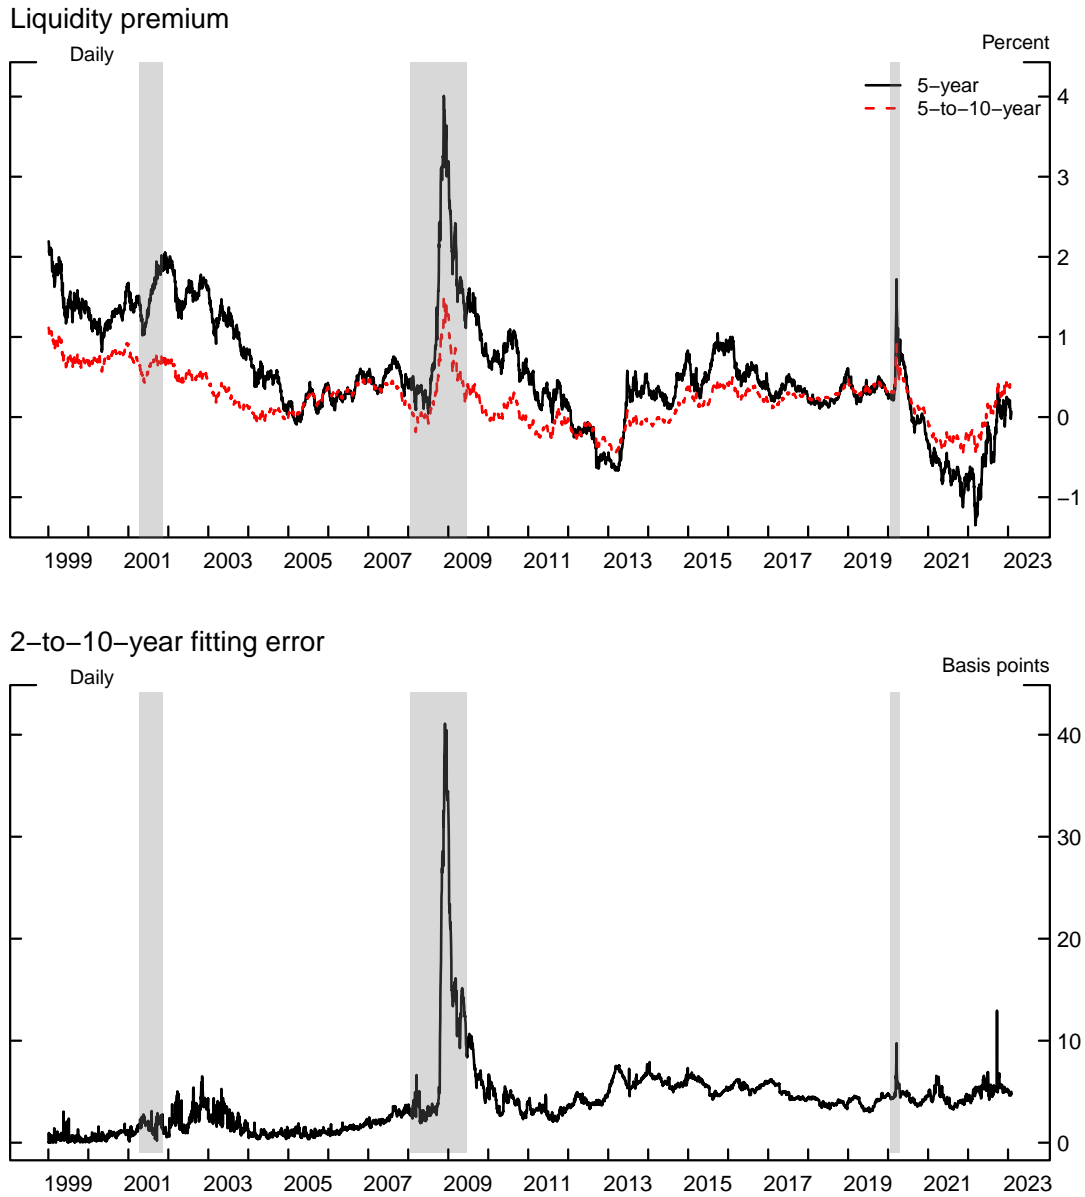 Liquidity premium
Daily
Percent
5−year
5−to−10−year
4
3
2
1
0
−1
1999 2001 2003 2005 2007 2009 2011 2013 2015 2017 2019 2021 2023
2−to−10−year fitting error
Daily
Basis points
40
30
20
10
0
1999 2001 2003 2005 2007 2009 2011 2013 2015 2017 2019 2021 2023